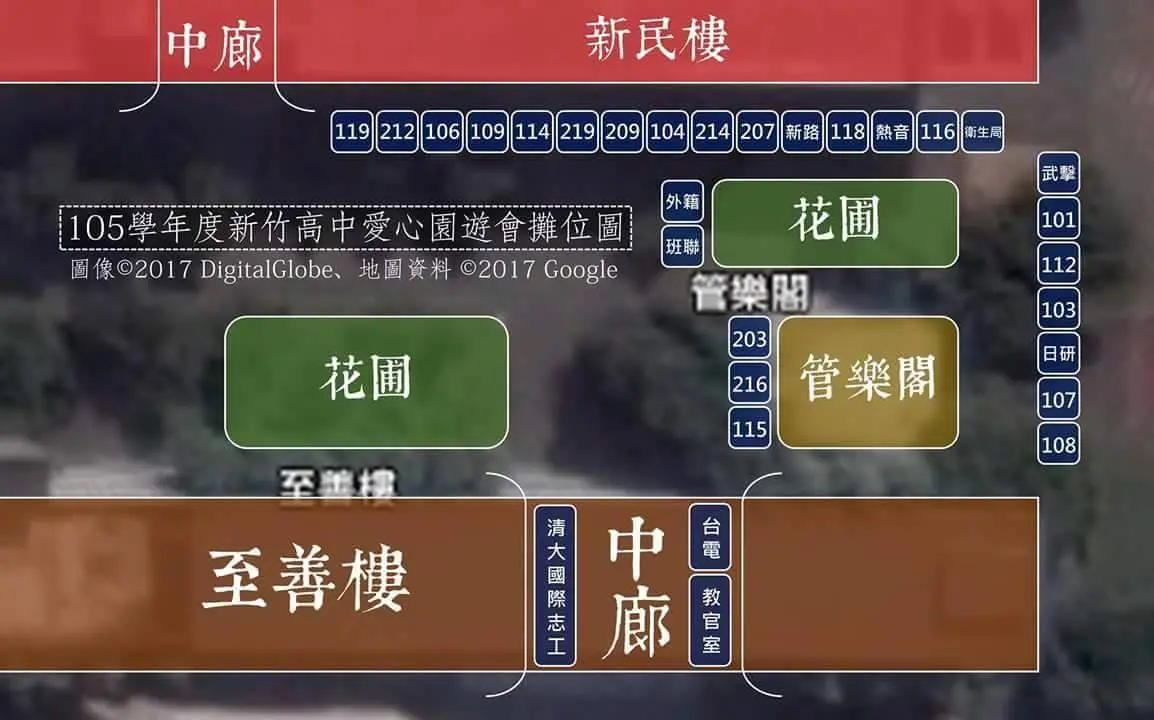 中廊
新民樓
119 212 106 109 114 219 209 104 214 207 新路 118 熱音 116 衛生局
105學年度新竹高中愛心園遊會攤位圖
圖像©2017 DigitalGlobe、地圖資料 ©2017 Google
外籍
班聯
花圃
管樂閣
武擊
101
112
103
日研
107
108
花圃
203
216
115
管樂閣
至善樓
至善樓
清大國際志工
中廊
台電
教官室